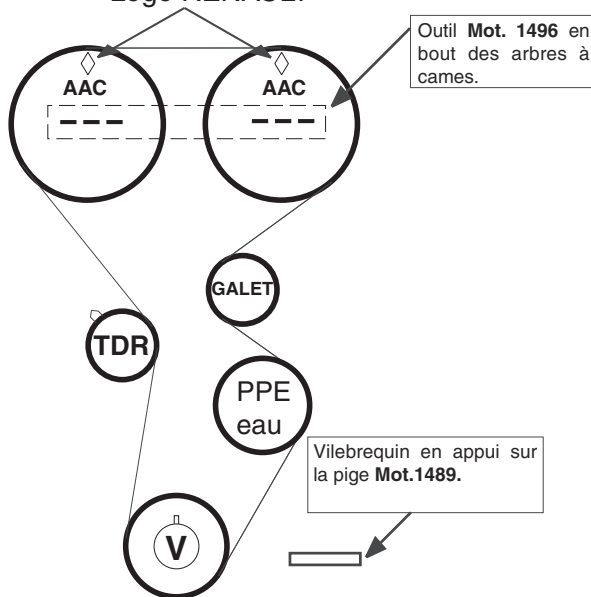 Logo RENAULT
Outil Mot. 1496 en
bout des arbres à
cames.
AAC
AAC
GALET
TDR
PPE
eau
Vilebrequin en appui sur
la pige Mot.1489.
V